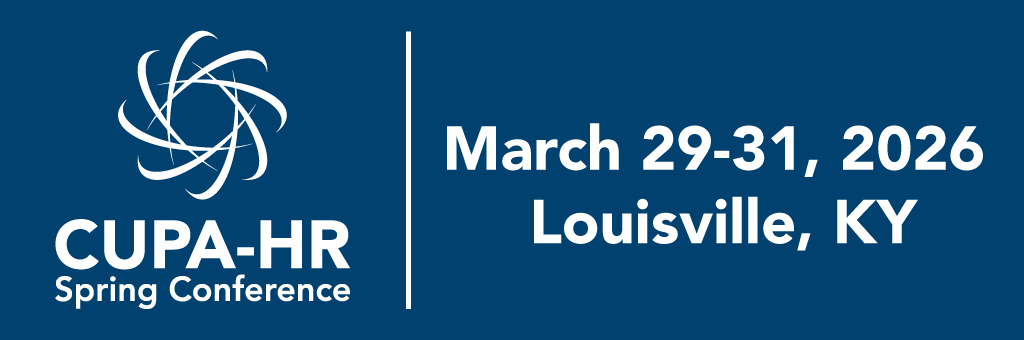 CUPA-HR
Spring Conference
March 29-31, 2026
Louisville, KY